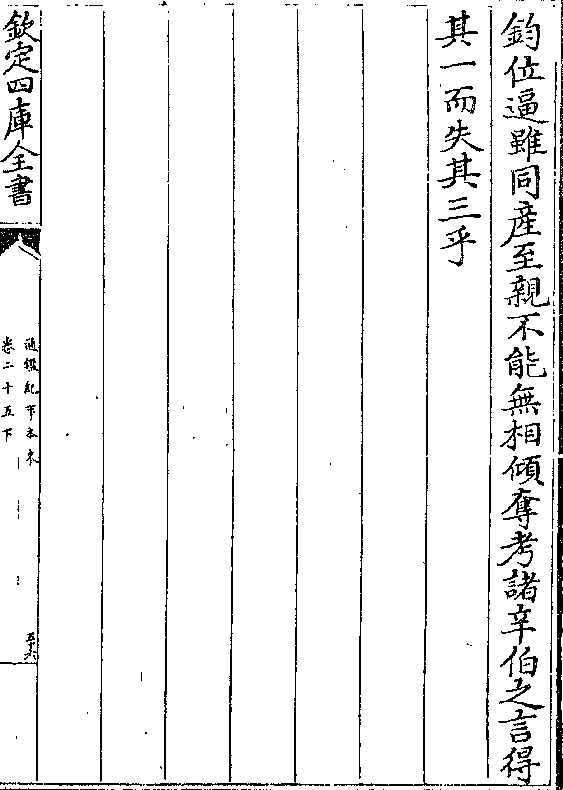 鈞位逼雖同産至親不能無相傾奪考諸辛伯之言得
其一而失其三乎
欽定四庫全書
通鑑紀事本末
卷二十五下
五十六